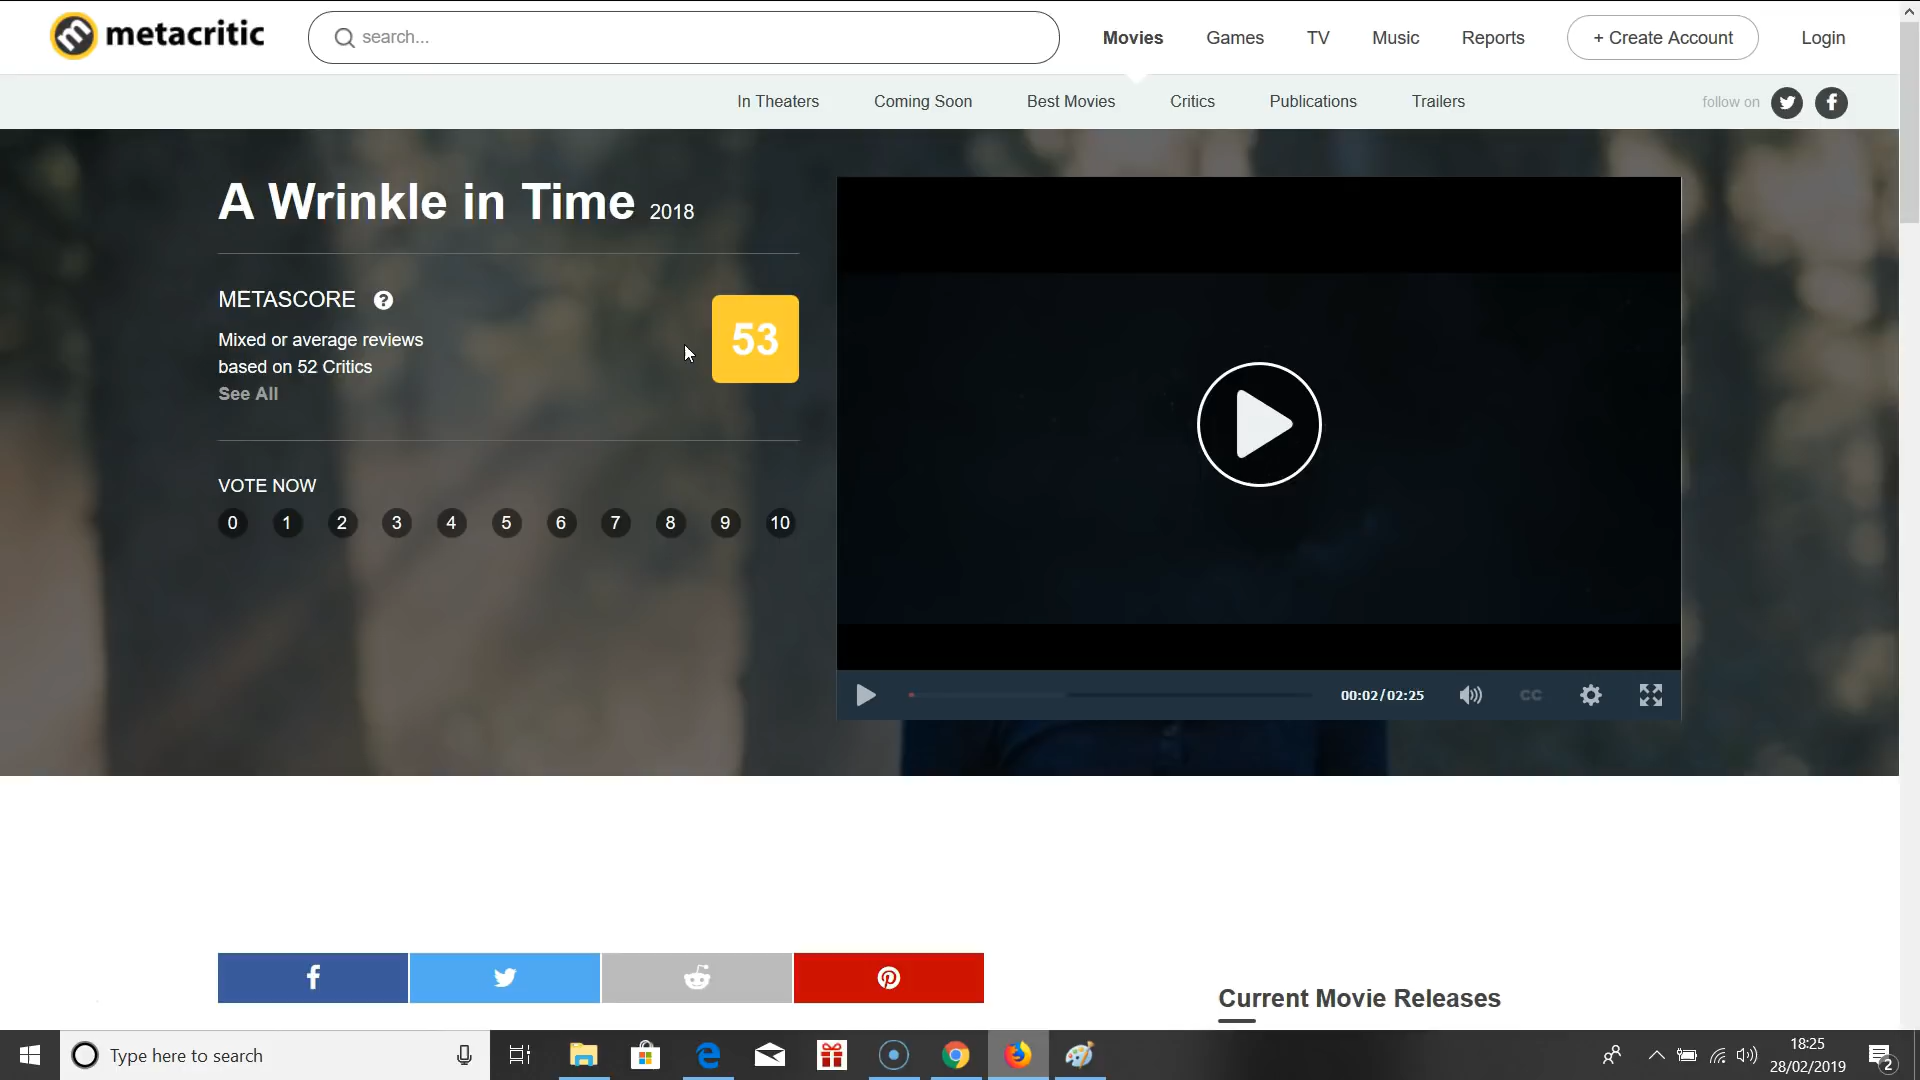 metacritic
search...
Movies
Games
TV
Music
Reports
+ Create Account
Login
In Theaters
Coming Soon
Best Movies
Critics
Publications
Trailers
follow on
A Wrinkle in Time 2018
METASCORE ?
Mixed or average reviews
based on 52 Critics
See All
53
VOTE NOW
0 1 2 3 4 5 6 7 8 9 10
00:02/02:25
CC
Current Movie Releases
Type here to search
18:25
28/02/2019
2